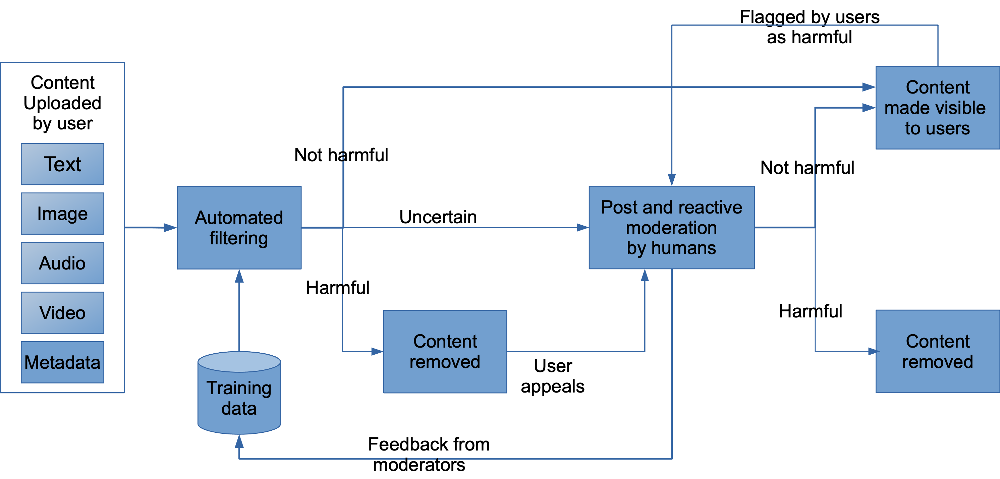 Content
Uploaded
by user
Text
Image
Audio
Video
Metadata
Automated
filtering
Training
data
Not harmful
Uncertain
Harmful
Content
removed
User
appeals
Feedback from
moderators
Post and reactive
moderation
by humans
Flagged by users
as harmful
Not harmful
Harmful
Content
made visible
to users
Content
removed